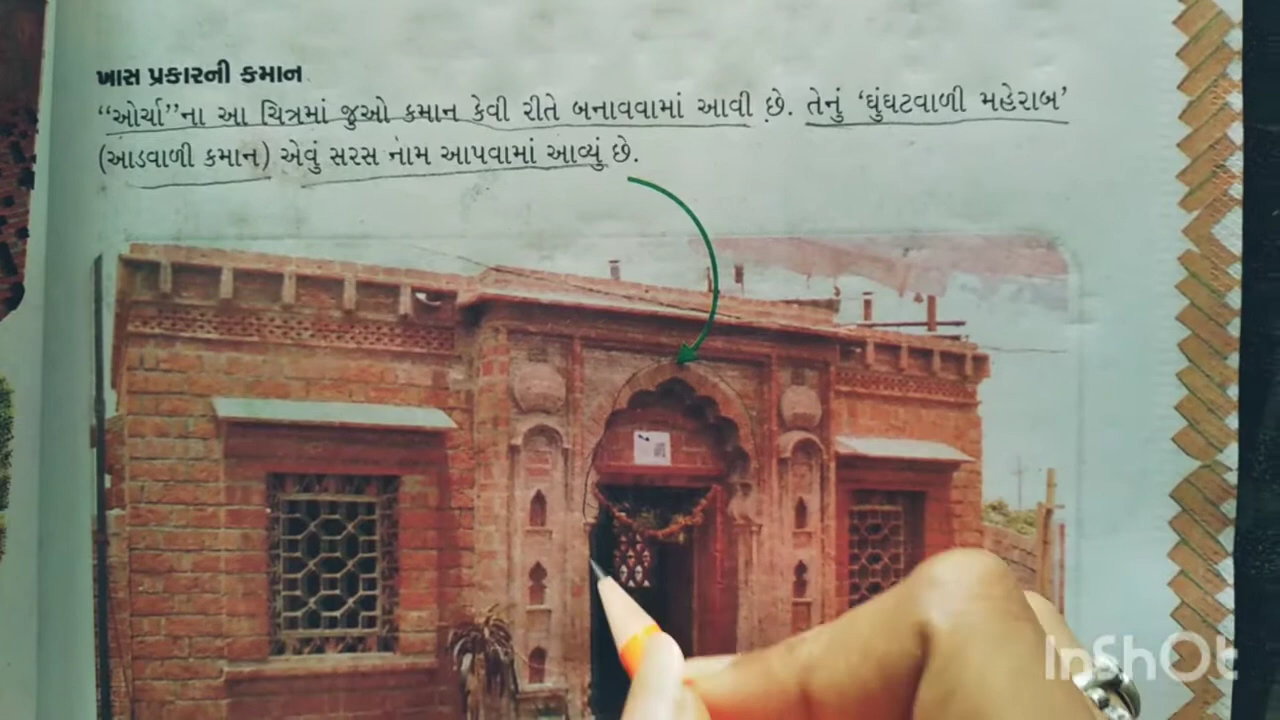 ખાસ પ્રકારની કમાન
“ઓર્ચા”ના આ ચિત્રમાં જુઓ કમાન કેવી રીતે બનાવવામાં આવી છે. તેનું ‘ઘુંઘટવાળી મહેરાબ’
(આડવાળી કમાન) એવું સરસ નામ આપવામાં આવ્યું છે.
InShOt